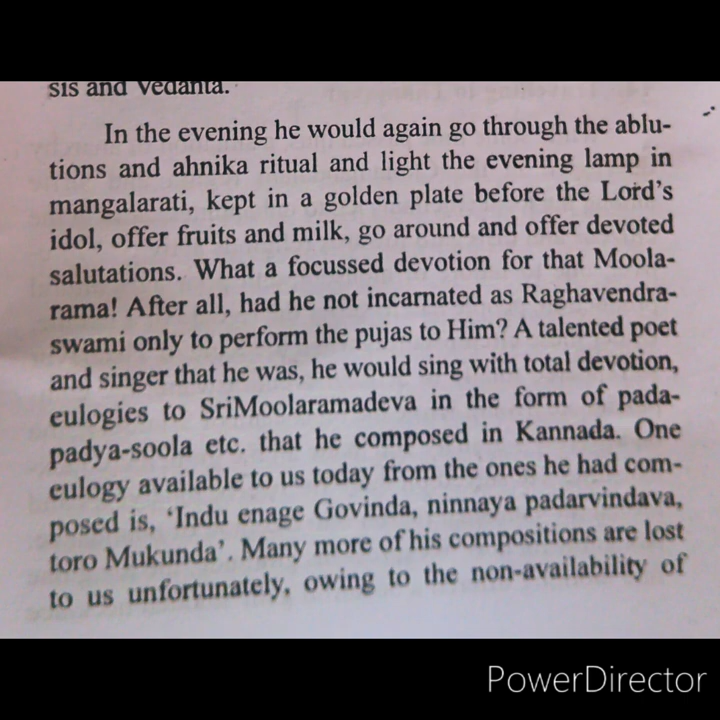 sis and Vedanta.
In the evening he would again go through the ablu-
tions and ahnika ritual and light the evening lamp in
mangalarati, kept in a golden plate before the Lord's
idol, offer fruits and milk, go around and offer devoted
salutations. What a focussed devotion for that Moola-
rama! After all, had he not incarnated as Raghavendra-
swami only to perform the pujas to Him? A talented poet
and singer that he was, he would sing with total devotion,
eulogies to SriMoolaramadeva in the form of pada-
padya-soola etc. that he composed in Kannada. One
eulogy available to us today from the ones he had com-
posed is, 'Indu enage Govinda, ninnaya padarvindava,
toro Mukunda'. Many more of his compositions are lost
to us unfortunately, owing to the non-availability of
PowerDirector